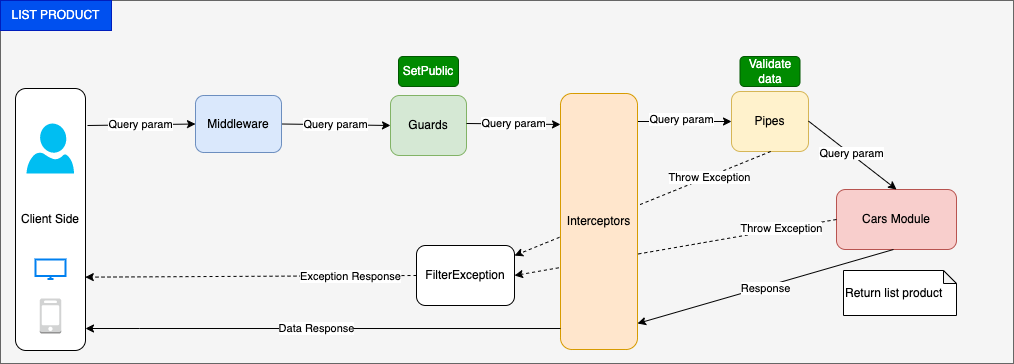 LIST PRODUCT
SetPublic
Validate
data
Query param
Middleware
Query param
Guards
Query param
Query param
Pipes
Query param
Throw Exception
Client Side
Interceptors
Cars Module
Throw Exception
FilterException
Exception Response
Response
Return list product
Data Response